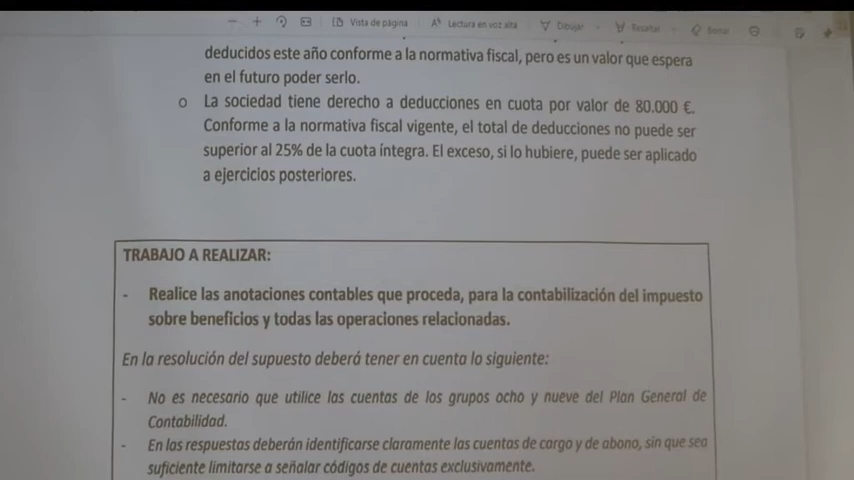 Vista de página
Lectura en voz alta
Dibujar
Resaltar
Borrar
deducidos este año conforme a la normativa fiscal, pero es un valor que espera
en el futuro poder serlo.
o La sociedad tiene derecho a deducciones en cuota por valor de 80.000 €.
Conforme a la normativa fiscal vigente, el total de deducciones no puede ser
superior al 25% de la cuota íntegra. El exceso, si lo hubiere, puede ser aplicado
a ejercicios posteriores.
TRABAJO A REALIZAR:
- Realice las anotaciones contables que proceda, para la contabilización del impuesto
sobre beneficios y todas las operaciones relacionadas.
En la resolución del supuesto deberá tener en cuenta lo siguiente:
- No es necesario que utilice las cuentas de los grupos ocho y nueve del Plan General de
Contabilidad.
- En las respuestas deberán identificarse claramente las cuentas de cargo y de abono, sin que sea
suficiente limitarse a señalar códigos de cuentas exclusivamente.